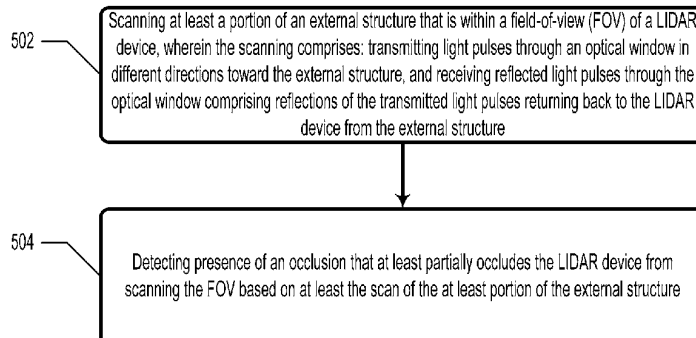 502
Scanning at least a portion of an external structure that is within a field-of-view (FOV) of a LIDAR
device, wherein the scanning comprises: transmitting light pulses through an optical window in
different directions toward the external structure, and receiving reflected light pulses through the
optical window comprising reflections of the transmitted light pulses returning back to the LIDAR
device from the external structure
504
Detecting presence of an occlusion that at least partially occludes the LIDAR device from
scanning the FOV based on at least the scan of the at least portion of the external structure